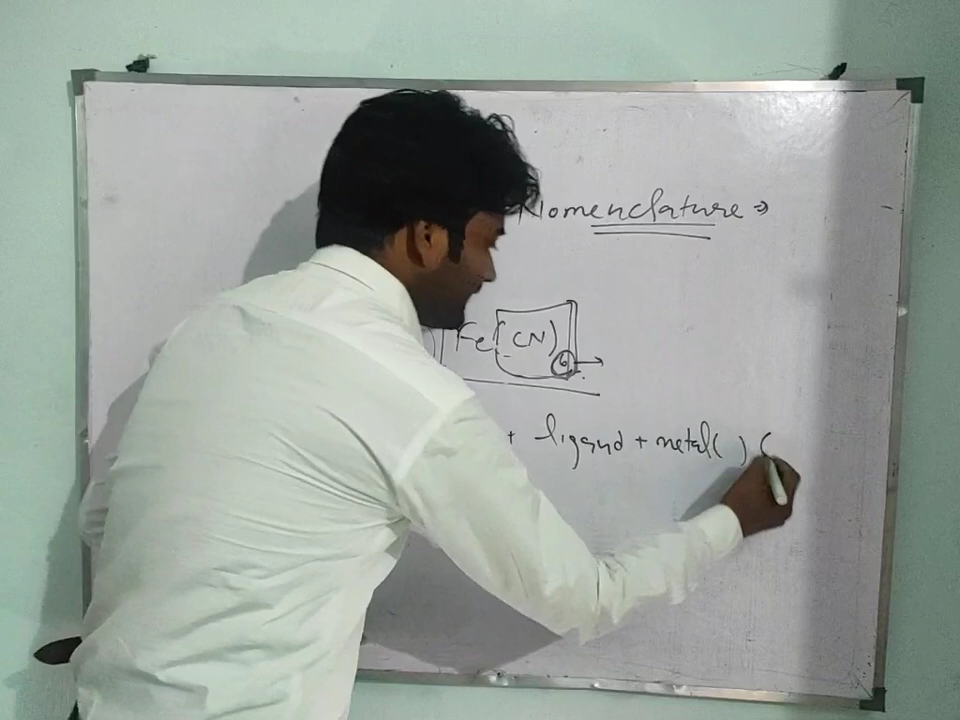 Nomenclature ⇒
) [Fe(CN)6] →
+ ligand + metal( ) (